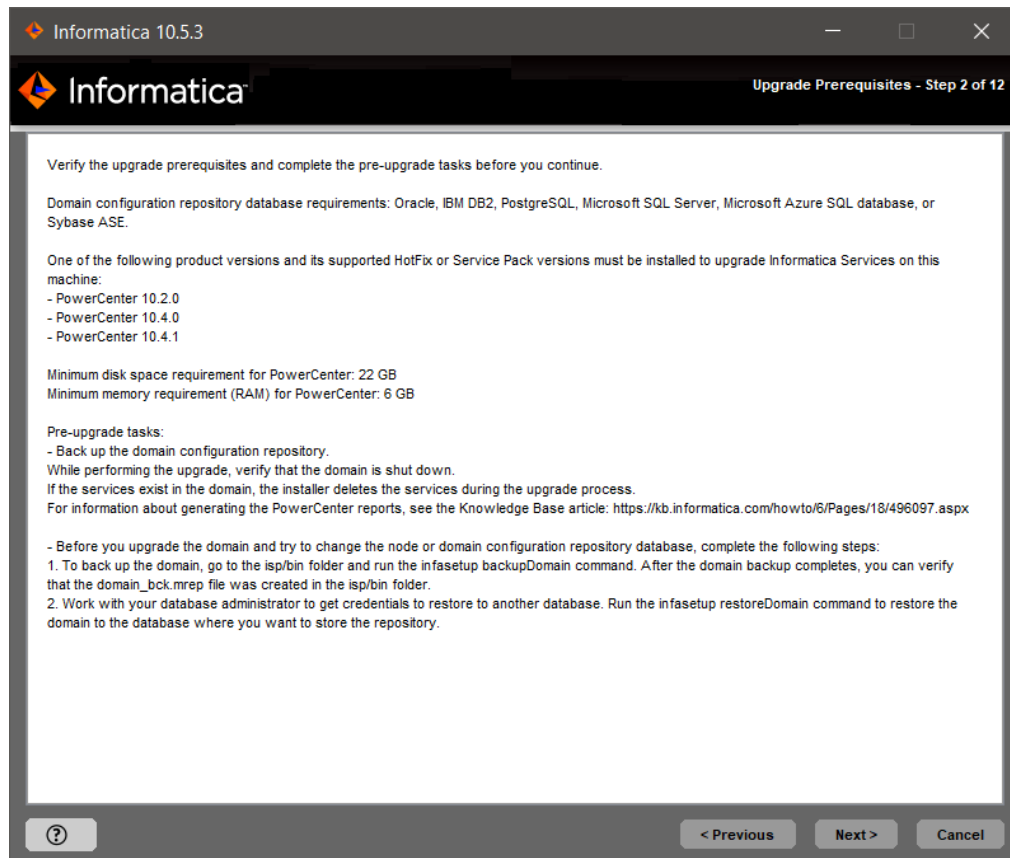 Informatica 10.5.3
Informatica
Upgrade Prerequisites - Step 2 of 12
Verify the upgrade prerequisites and complete the pre-upgrade tasks before you continue.
Domain configuration repository database requirements: Oracle, IBM DB2, PostgreSQL, Microsoft SQL Server, Microsoft Azure SQL database, or
Sybase ASE.
One of the following product versions and its supported HotFix or Service Pack versions must be installed to upgrade Informatica Services on this
machine:
- PowerCenter 10.2.0
- PowerCenter 10.4.0
- PowerCenter 10.4.1
Minimum disk space requirement for PowerCenter: 22 GB
Minimum memory requirement (RAM) for PowerCenter: 6 GB
Pre-upgrade tasks:
- Back up the domain configuration repository.
While performing the upgrade, verify that the domain is shut down.
If the services exist in the domain, the installer deletes the services during the upgrade process.
For information about generating the PowerCenter reports, see the Knowledge Base article: https://kb.informatica.com/howto/6/Pages/18/496097.aspx
- Before you upgrade the domain and try to change the node or domain configuration repository database, complete the following steps:
1. To back up the domain, go to the isp/bin folder and run the infasetup backupDomain command. After the domain backup completes, you can verify
that the domain_bck.mrep file was created in the isp/bin folder.
2. Work with your database administrator to get credentials to restore to another database. Run the infasetup restoreDomain command to restore the
domain to the database where you want to store the repository.
?
< Previous
Next >
Cancel